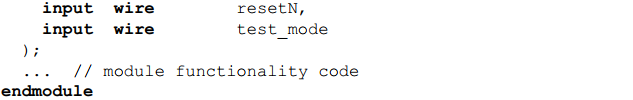 input wire resetN,
input wire test_mode
);
... // module functionality code
endmodule